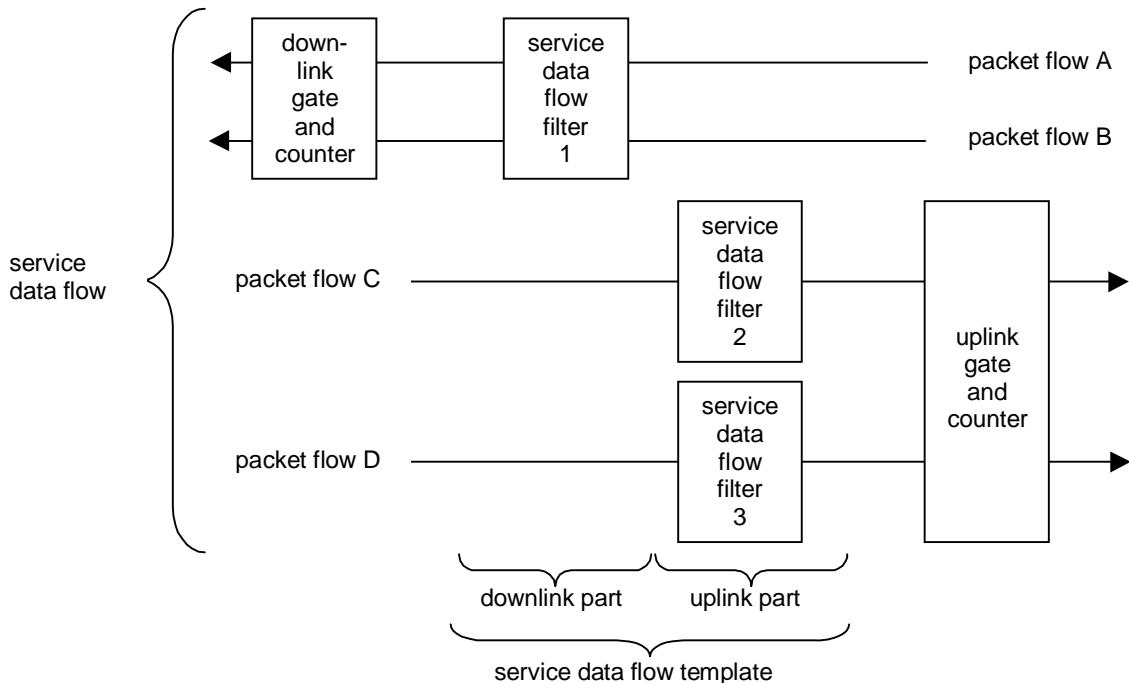 down-
link
gate
and
counter
service
data
flow
filter
1
packet flow A
packet flow B
service
data flow
packet flow C
service
data
flow
filter
2
uplink
gate
and
counter
packet flow D
service
data
flow
filter
3
downlink part
uplink part
service data flow template